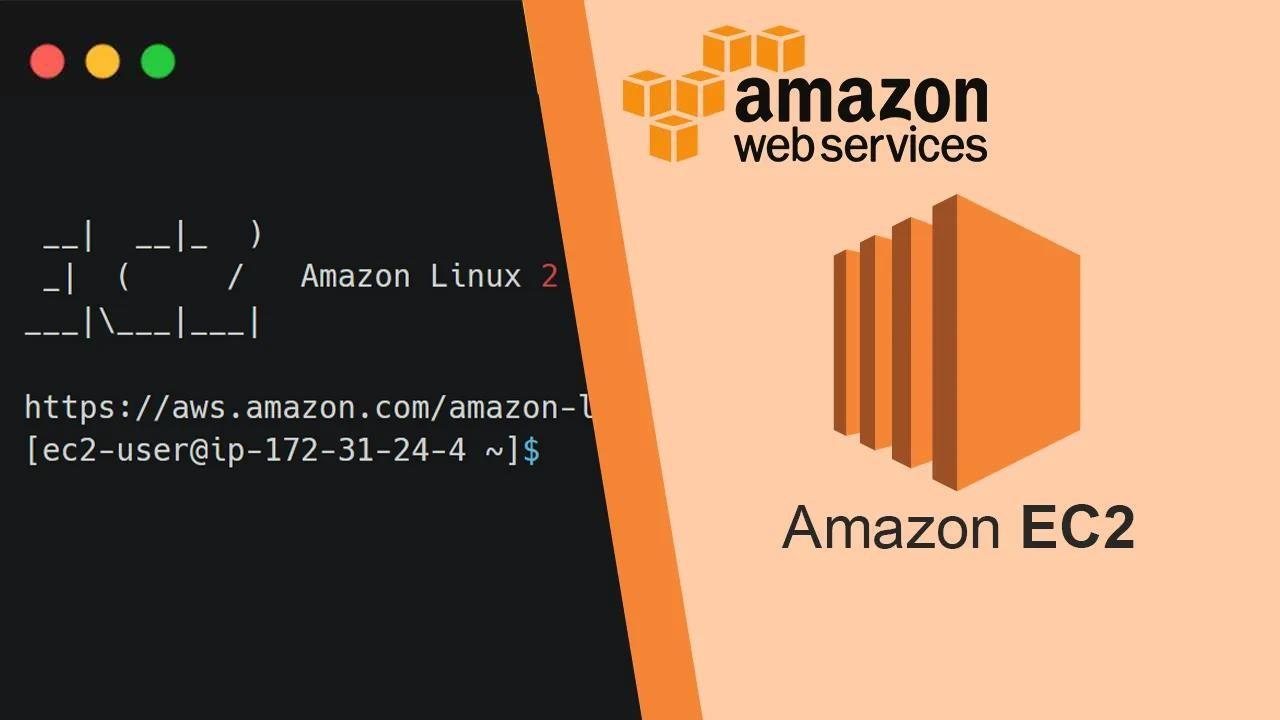 __|  __|_  )
_|  (     /   Amazon Linux 2
___|\___|___|
https://aws.amazon.com/amazon-l
[ec2-user@ip-172-31-24-4 ~]$
amazon
web services
Amazon EC2